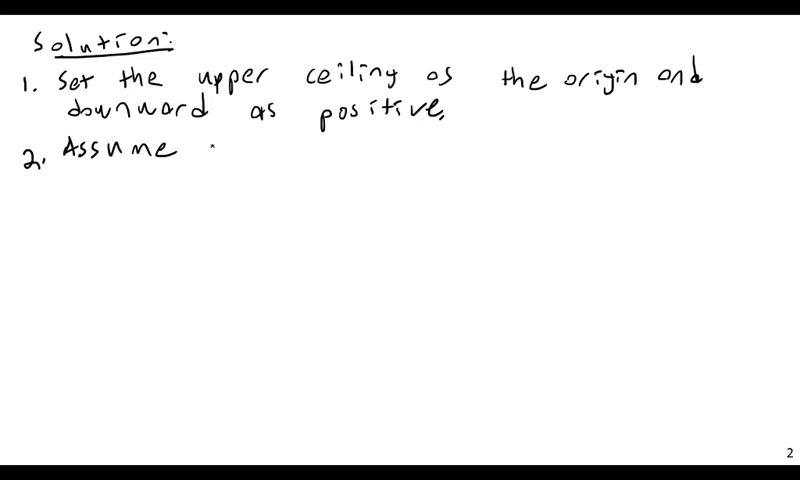 Solution:
1. Set the upper ceiling as the origin and
downward as positive.
2. Assume
2